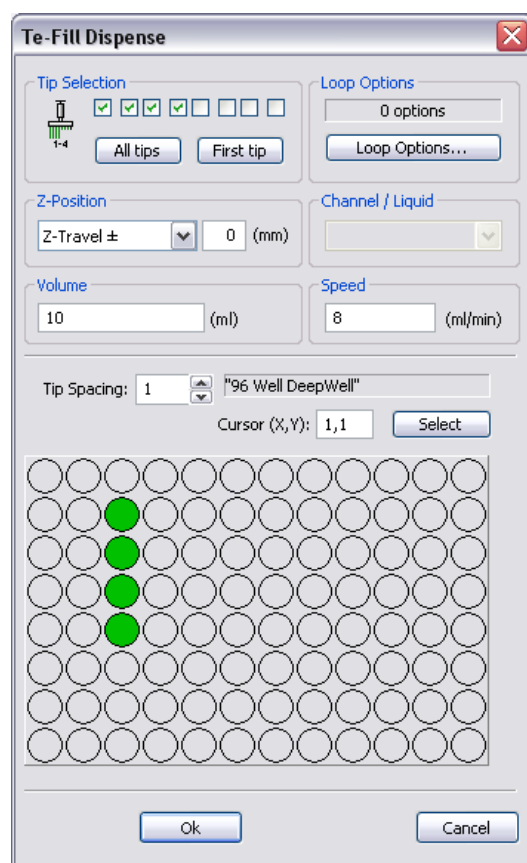 Te-Fill Dispense
Tip Selection
1-4
All tips
First tip
Loop Options
0 options
Loop Options...
Z-Position
Z-Travel ±
0
(mm)
Channel / Liquid
Volume
10
(ml)
Speed
8
(ml/min)
Tip Spacing:
1
"96 Well DeepWell"
Cursor (X,Y):
1,1
Select
Ok
Cancel